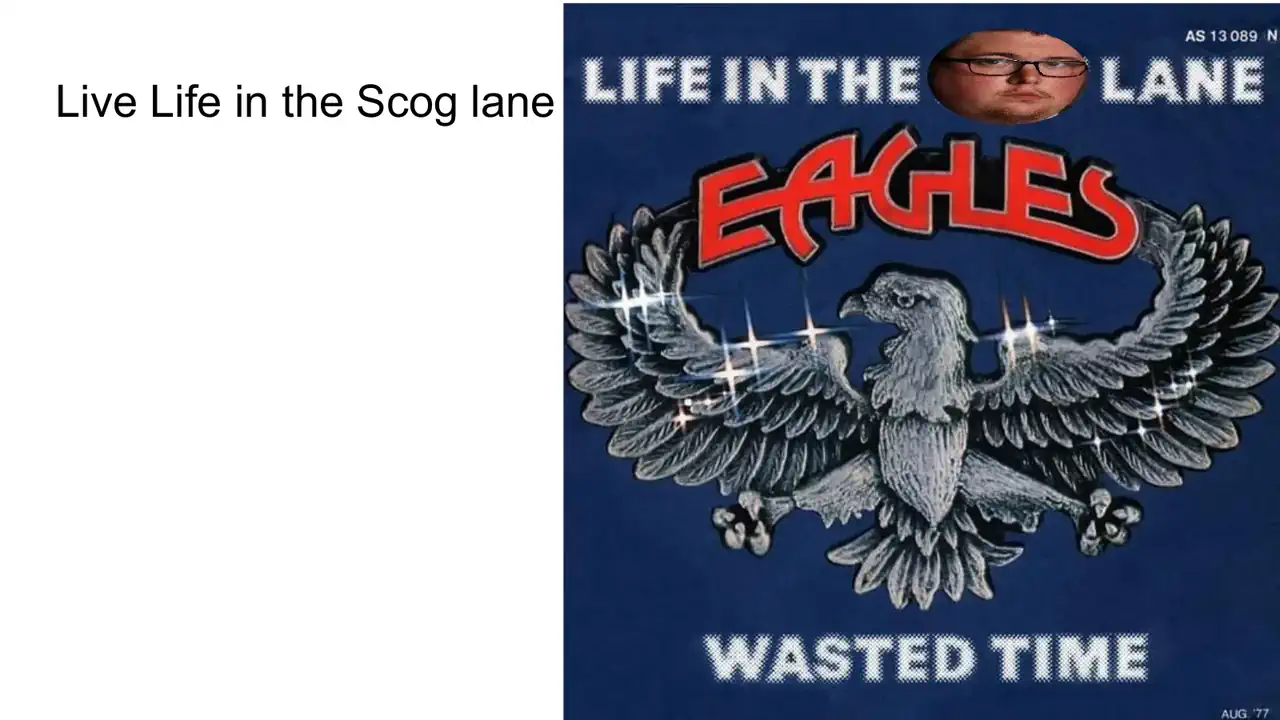 Live Life in the Scog lane
AS 13 089 N
LIFE IN THE LANE
EAGLES
WASTED TIME
AUG. '77